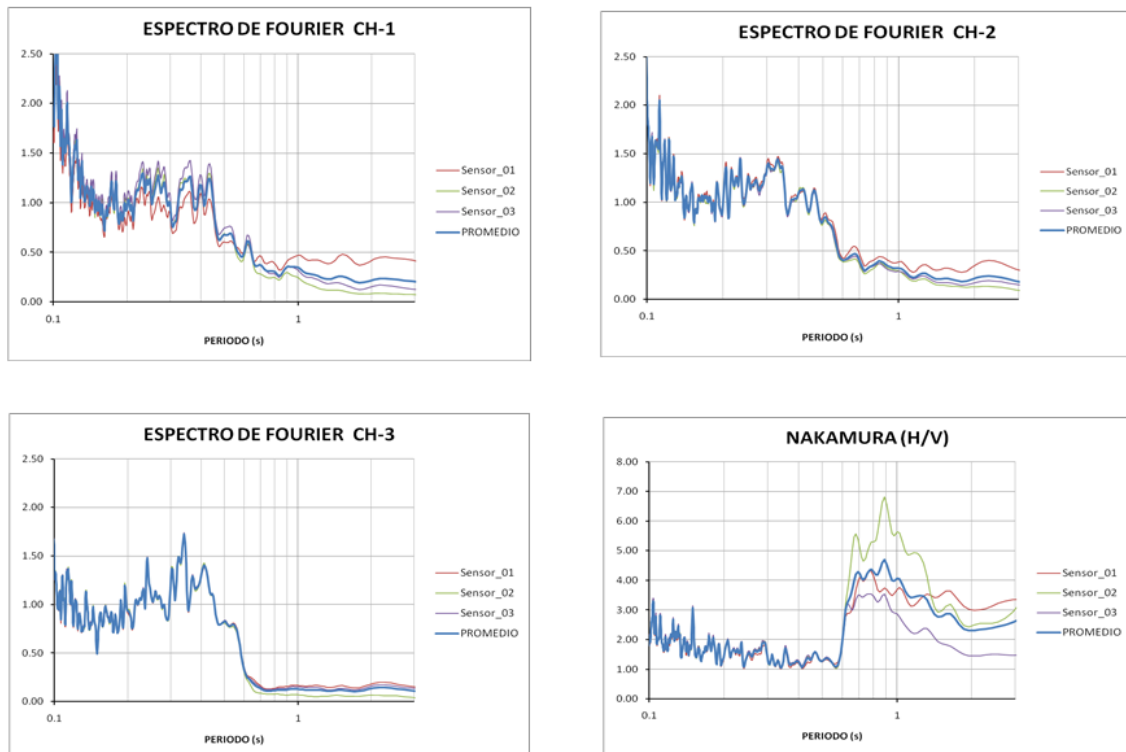 ESPECTRO DE FOURIER CH-1
2.50
2.00
1.50
1.00
0.50
0.00
0.1
1
PERIODO (s)
Sensor_01
Sensor_02
Sensor_03
PROMEDIO
ESPECTRO DE FOURIER CH-2
2.50
2.00
1.50
1.00
0.50
0.00
0.1
1
PERIODO (s)
Sensor_01
Sensor_02
Sensor_03
PROMEDIO
ESPECTRO DE FOURIER CH-3
2.50
2.00
1.50
1.00
0.50
0.00
0.1
1
PERIODO (s)
Sensor_01
Sensor_02
Sensor_03
PROMEDIO
NAKAMURA (H/V)
8.00
7.00
6.00
5.00
4.00
3.00
2.00
1.00
0.00
0.1
1
PERIODO (s)
Sensor_01
Sensor_02
Sensor_03
PROMEDIO